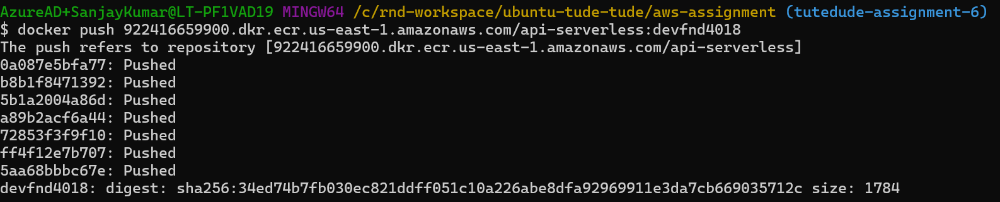 AzureAD+SanjayKumar@LT-PF1VAD19 MINGW64 /c/rnd-workspace/ubuntu-tude-tude/aws-assignment (tutedude-assignment-6)
$ docker push 922416659900.dkr.ecr.us-east-1.amazonaws.com/api-serverless:devfnd4018
The push refers to repository [922416659900.dkr.ecr.us-east-1.amazonaws.com/api-serverless]
0a087e5bfa77: Pushed
b8b1f8471392: Pushed
5b1a2004a86d: Pushed
a89b2acf6a44: Pushed
72853f3f9f10: Pushed
ff4f12e7b707: Pushed
5aa68bbbc67e: Pushed
devfnd4018: digest: sha256:34ed74b7fb030ec821ddff051c10a226abe8dfa92969911e3da7cb669035712c size: 1784